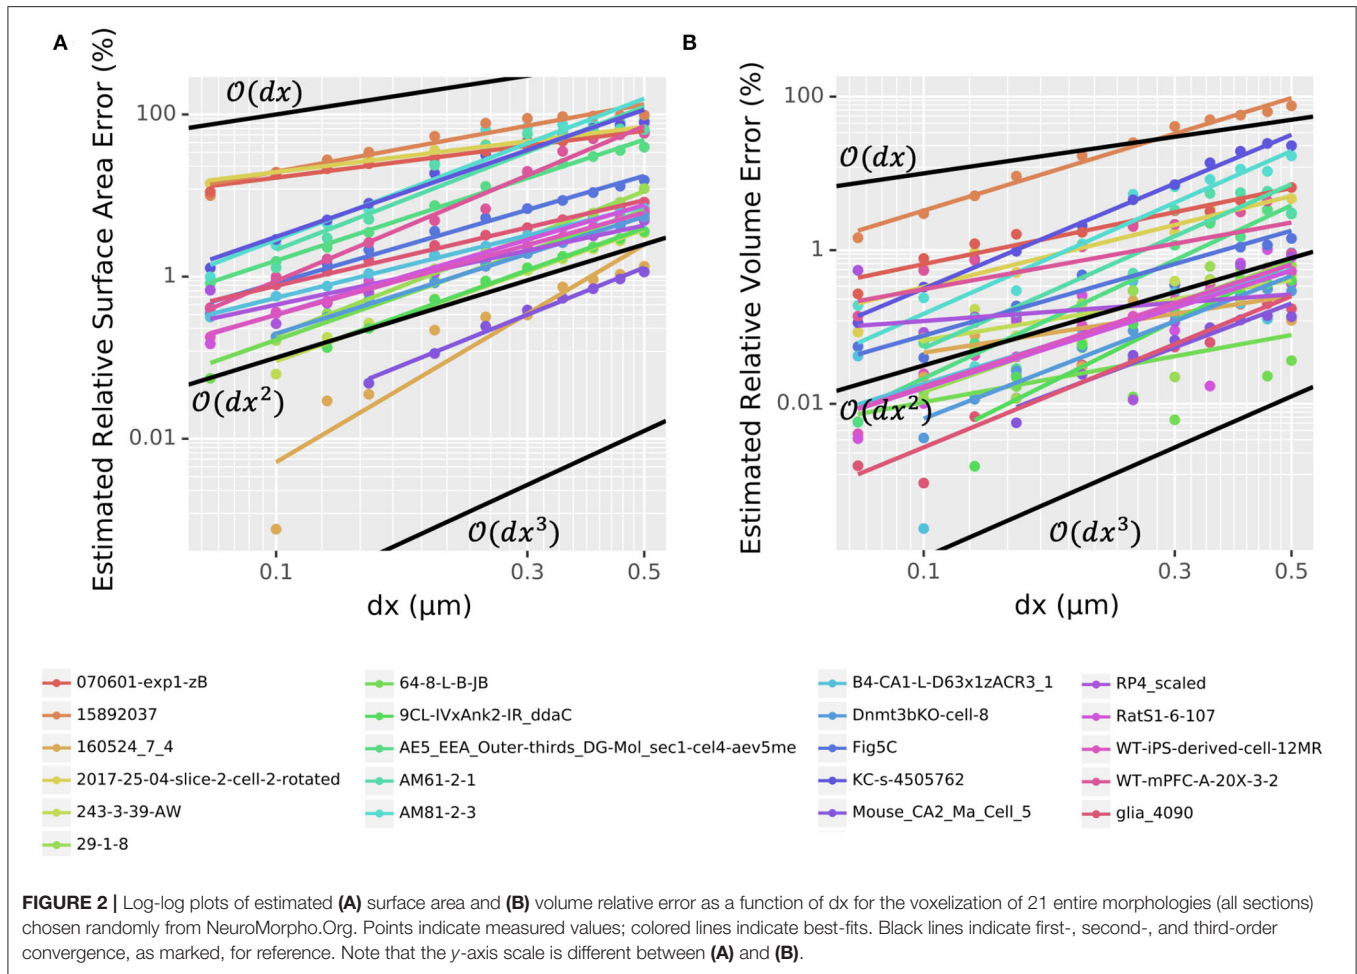 A
B
Estimated Relative Surface Area Error (%)
100
1
0.01
𝒪(dx)
𝒪(dx²)
𝒪(dx³)
0.1
0.3
0.5
dx (μm)
Estimated Relative Volume Error (%)
100
1
0.01
𝒪(dx)
𝒪(dx²)
𝒪(dx³)
0.1
0.3
0.5
dx (μm)
070601-exp1-zB
15892037
160524_7_4
2017-25-04-slice-2-cell-2-rotated
243-3-39-AW
29-1-8
64-8-L-B-JB
9CL-IVxAnk2-IR_ddaC
AE5_EEA_Outer-thirds_DG-Mol_sec1-cel4-aev5me
AM61-2-1
AM81-2-3
B4-CA1-L-D63x1zACR3_1
Dnmt3bKO-cell-8
Fig5C
KC-s-4505762
Mouse_CA2_Ma_Cell_5
RP4_scaled
RatS1-6-107
WT-iPS-derived-cell-12MR
WT-mPFC-A-20X-3-2
glia_4090
FIGURE 2 | Log-log plots of estimated (A) surface area and (B) volume relative error as a function of dx for the voxelization of 21 entire morphologies (all sections)
chosen randomly from NeuroMorpho.Org. Points indicate measured values; colored lines indicate best-fits. Black lines indicate first-, second-, and third-order
convergence, as marked, for reference. Note that the y-axis scale is different between (A) and (B).